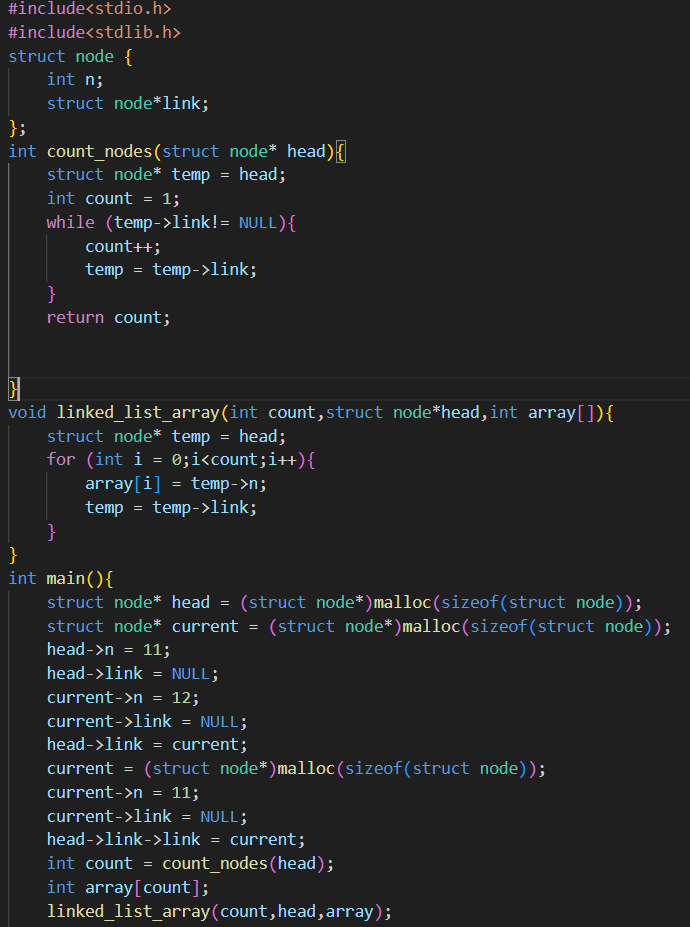 #include<stdio.h>
#include<stdlib.h>
struct node {
    int n;
    struct node*link;
};
int count_nodes(struct node* head){
    struct node* temp = head;
    int count = 1;
    while (temp->link!= NULL){
        count++;
        temp = temp->link;
    }
    return count;
}
void linked_list_array(int count,struct node*head,int array[]){
    struct node* temp = head;
    for (int i = 0;i<count;i++){
        array[i] = temp->n;
        temp = temp->link;
    }
}
int main(){
    struct node* head = (struct node*)malloc(sizeof(struct node));
    struct node* current = (struct node*)malloc(sizeof(struct node));
    head->n = 11;
    head->link = NULL;
    current->n = 12;
    current->link = NULL;
    head->link = current;
    current = (struct node*)malloc(sizeof(struct node));
    current->n = 11;
    current->link = NULL;
    head->link->link = current;
    int count = count_nodes(head);
    int array[count];
    linked_list_array(count,head,array);